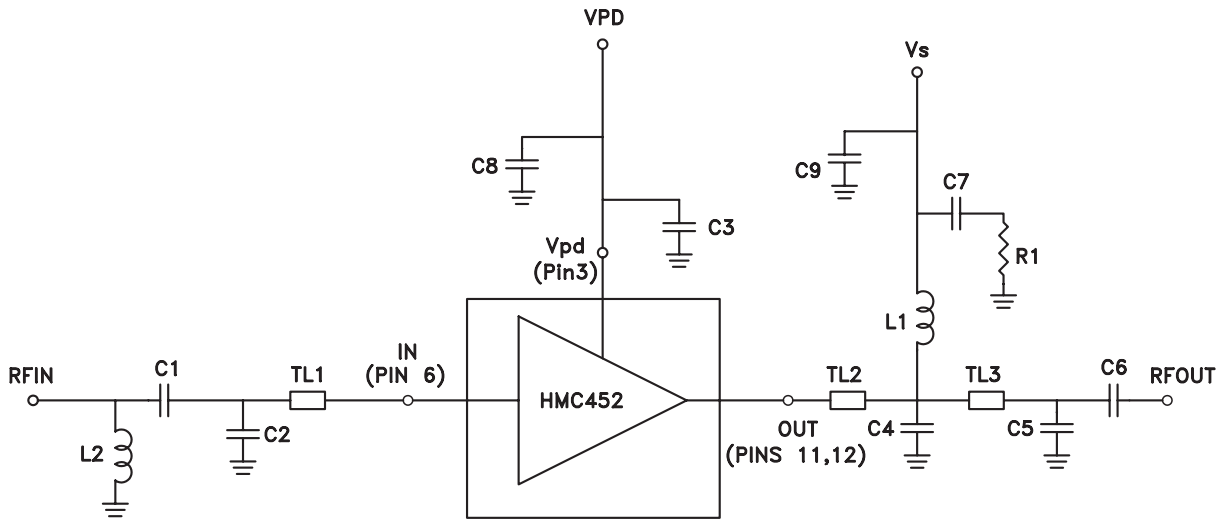 VPD
Vs
C8
C9
C7
C3
Vpd
(Pin3)
R1
L1
RFIN
C1
TL1
IN
(PIN 6)
HMC452
TL2
TL3
C6
RFOUT
L2
C2
OUT
(PINS 11,12)
C4
C5